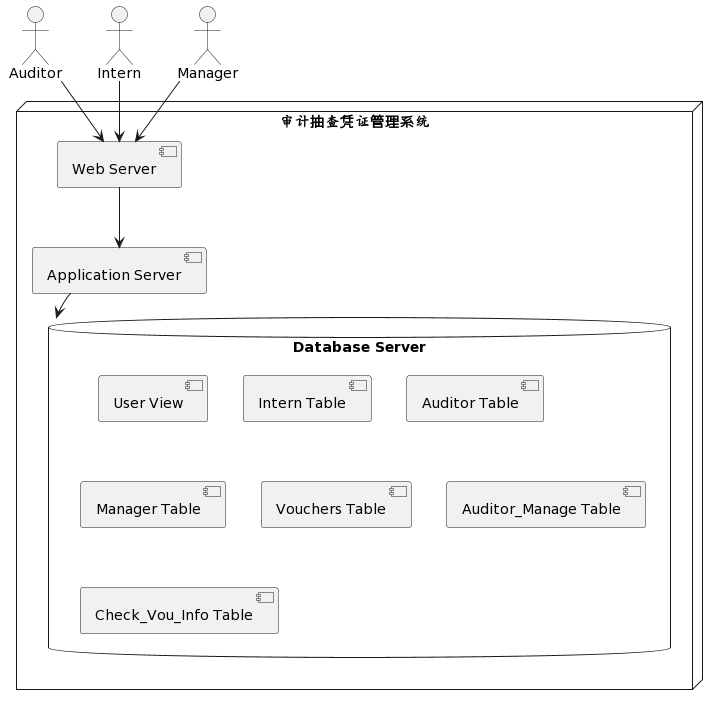 Auditor
Intern
Manager
审计抽查凭证管理系统
Web Server
Application Server
Database Server
User View
Intern Table
Auditor Table
Manager Table
Vouchers Table
Auditor_Manage Table
Check_Vou_Info Table